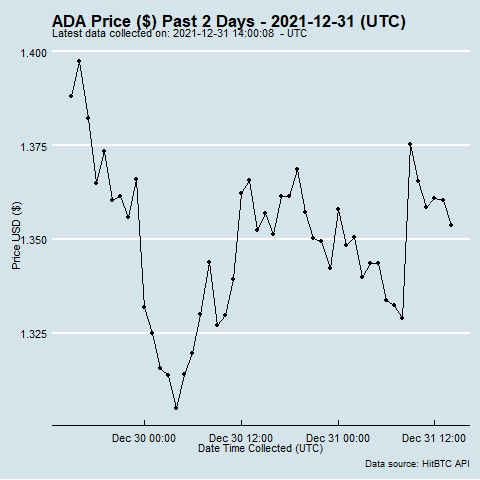 ADA Price ($) Past 2 Days - 2021-12-31 (UTC)
Latest data collected on: 2021-12-31 14:00:08 - UTC
1.400
1.375
1.350
1.325
Price USD ($)
Dec 30 00:00 Dec 30 12:00 Dec 31 00:00 Dec 31 12:00
Date Time Collected (UTC)
Data source: HitBTC API